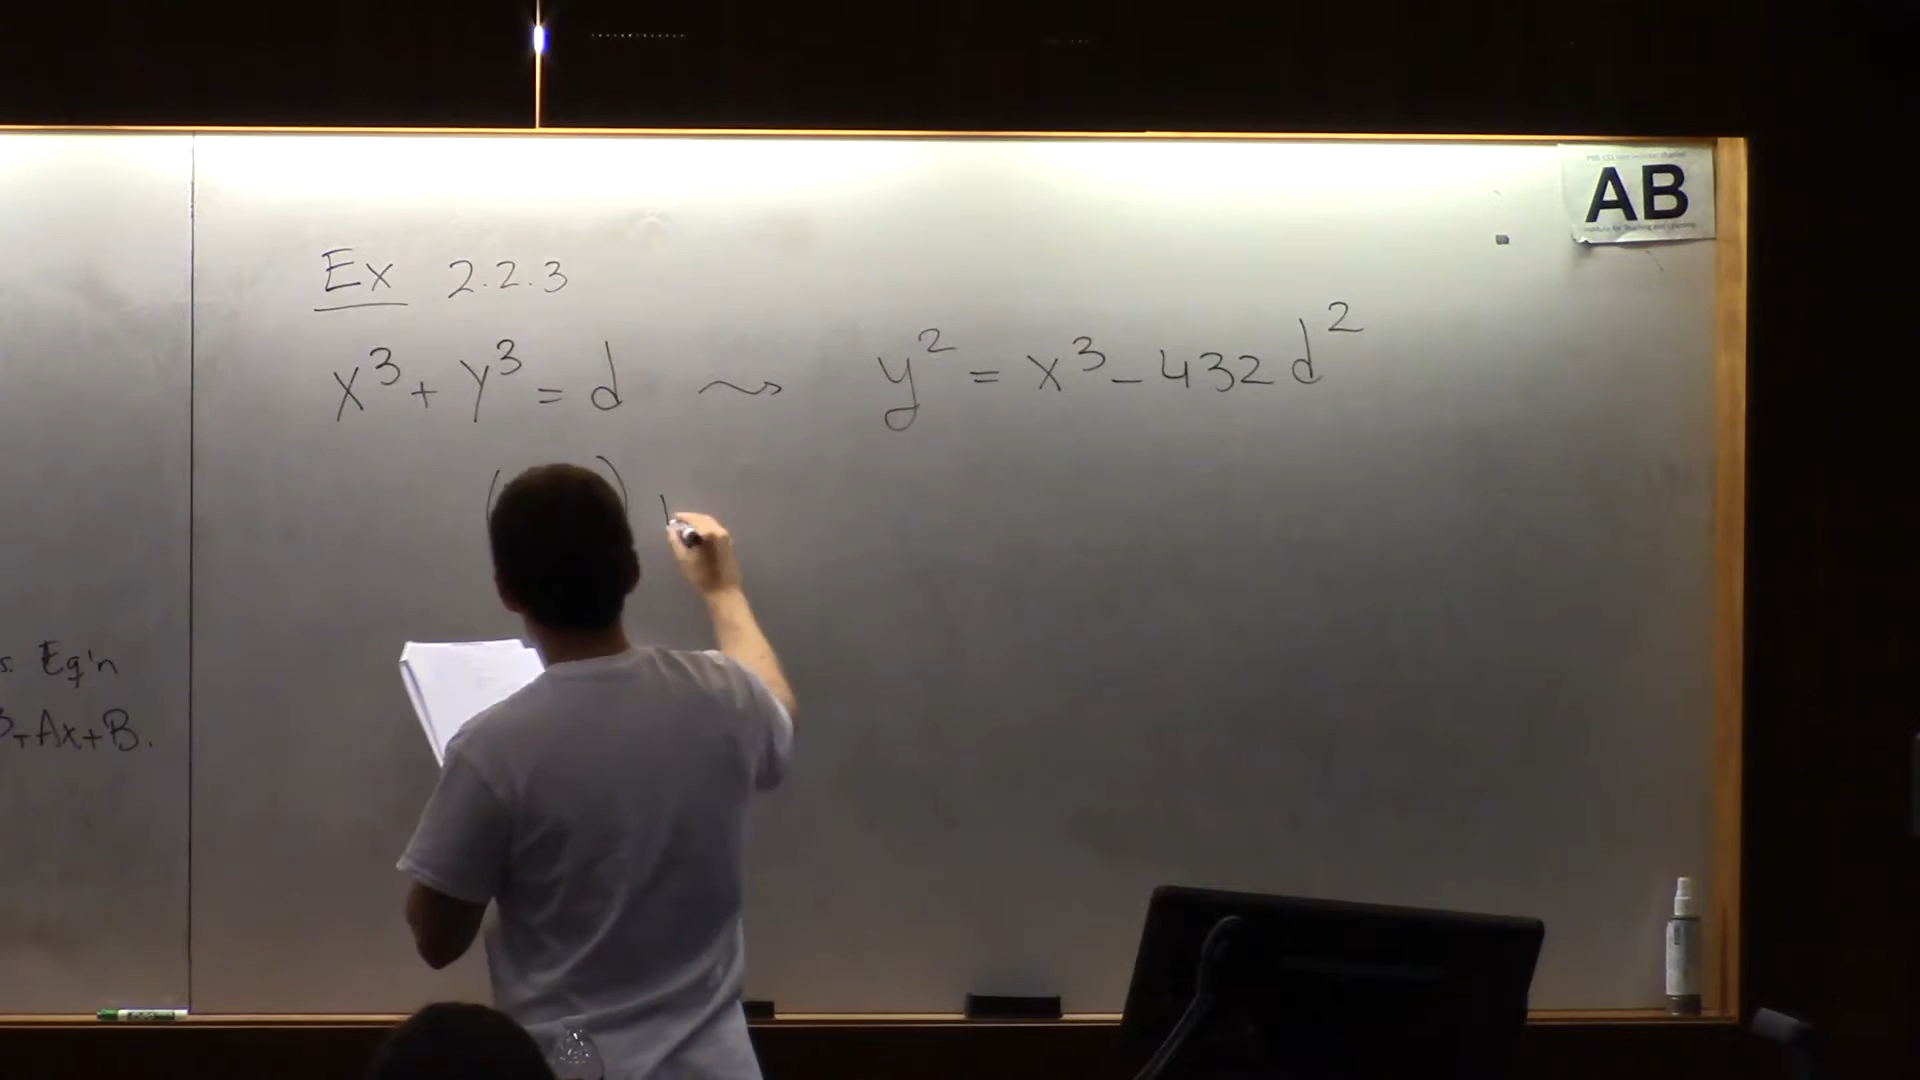 Ex 2.2.3
x³ + y³ = d ⇝ y² = x³ - 432d²
( )
Eq'n
+Ax+B.
AB